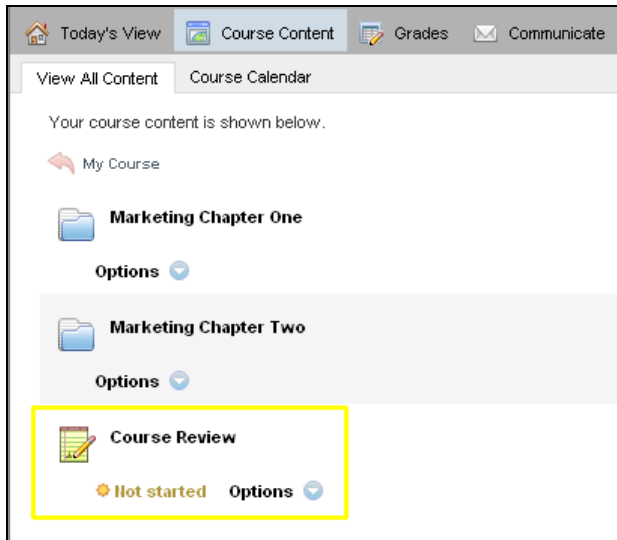 Today's View Course Content Grades Communicate
View All Content Course Calendar
Your course content is shown below.
My Course
Marketing Chapter One
Options
Marketing Chapter Two
Options
Course Review
Not started Options